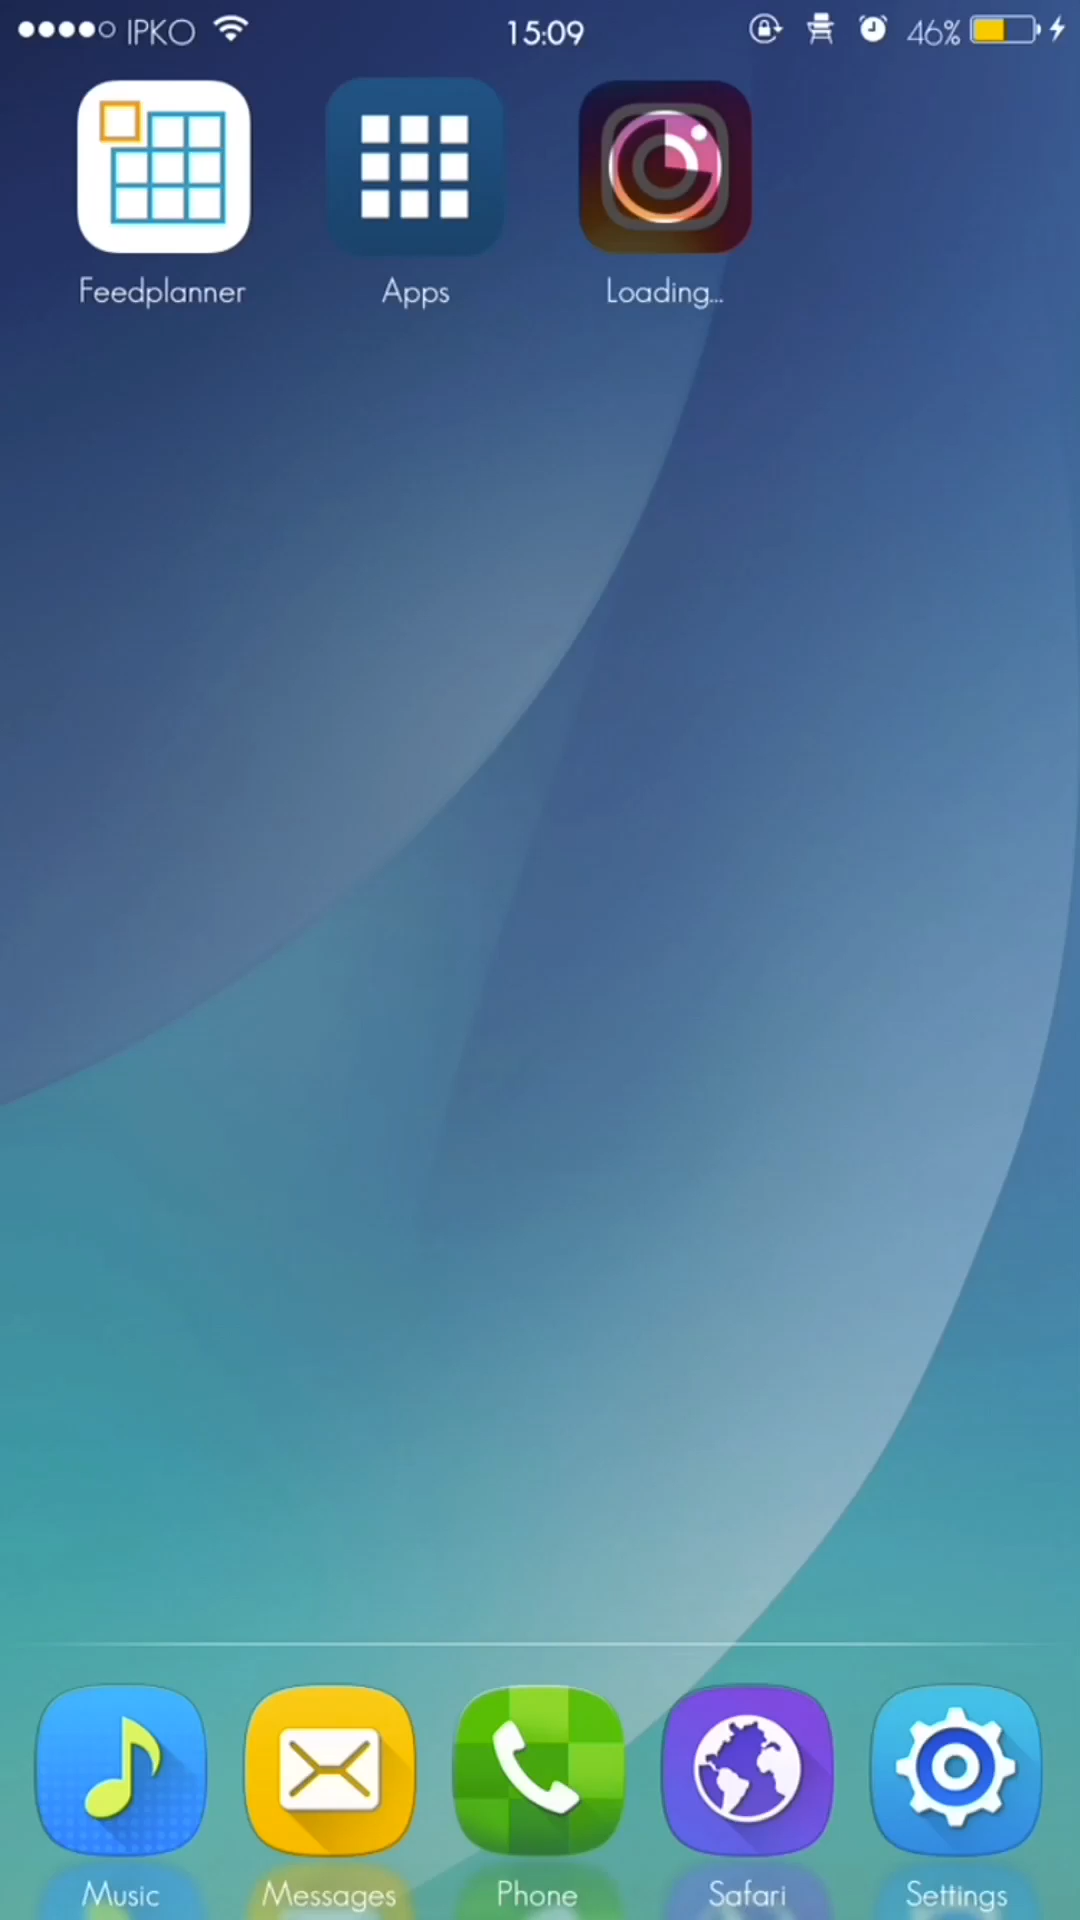 IPKO 15:09 46%
Feedplanner Apps Loading...
Music Messages Phone Safari Settings